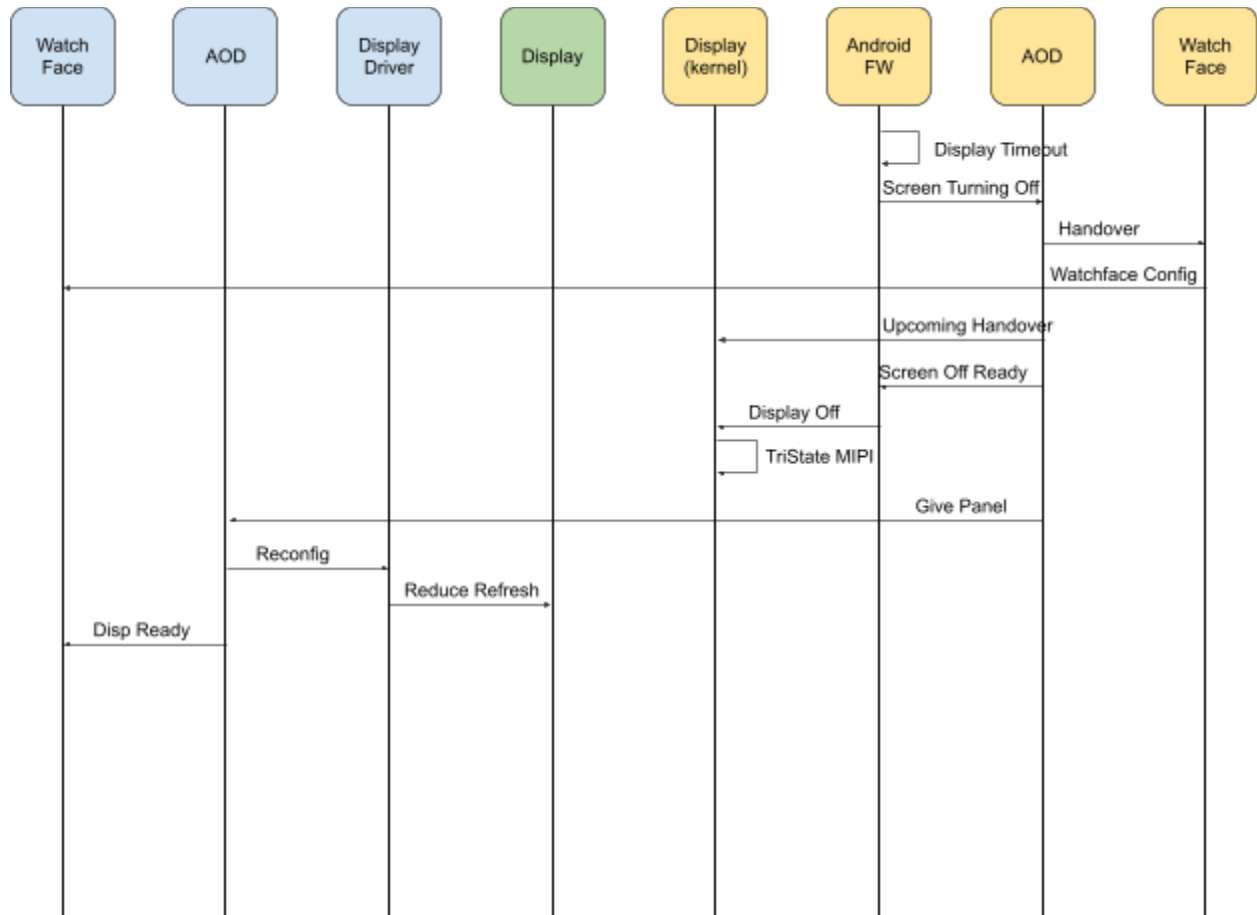 Watch
Face
AOD
Display
Driver
Display
Display
(kernel)
Android
FW
AOD
Watch
Face
Display Timeout
Screen Turning Off
Handover
Watchface Config
Upcoming Handover
Screen Off Ready
Display Off
TriState MIPI
Give Panel
Reconfig
Reduce Refresh
Disp Ready